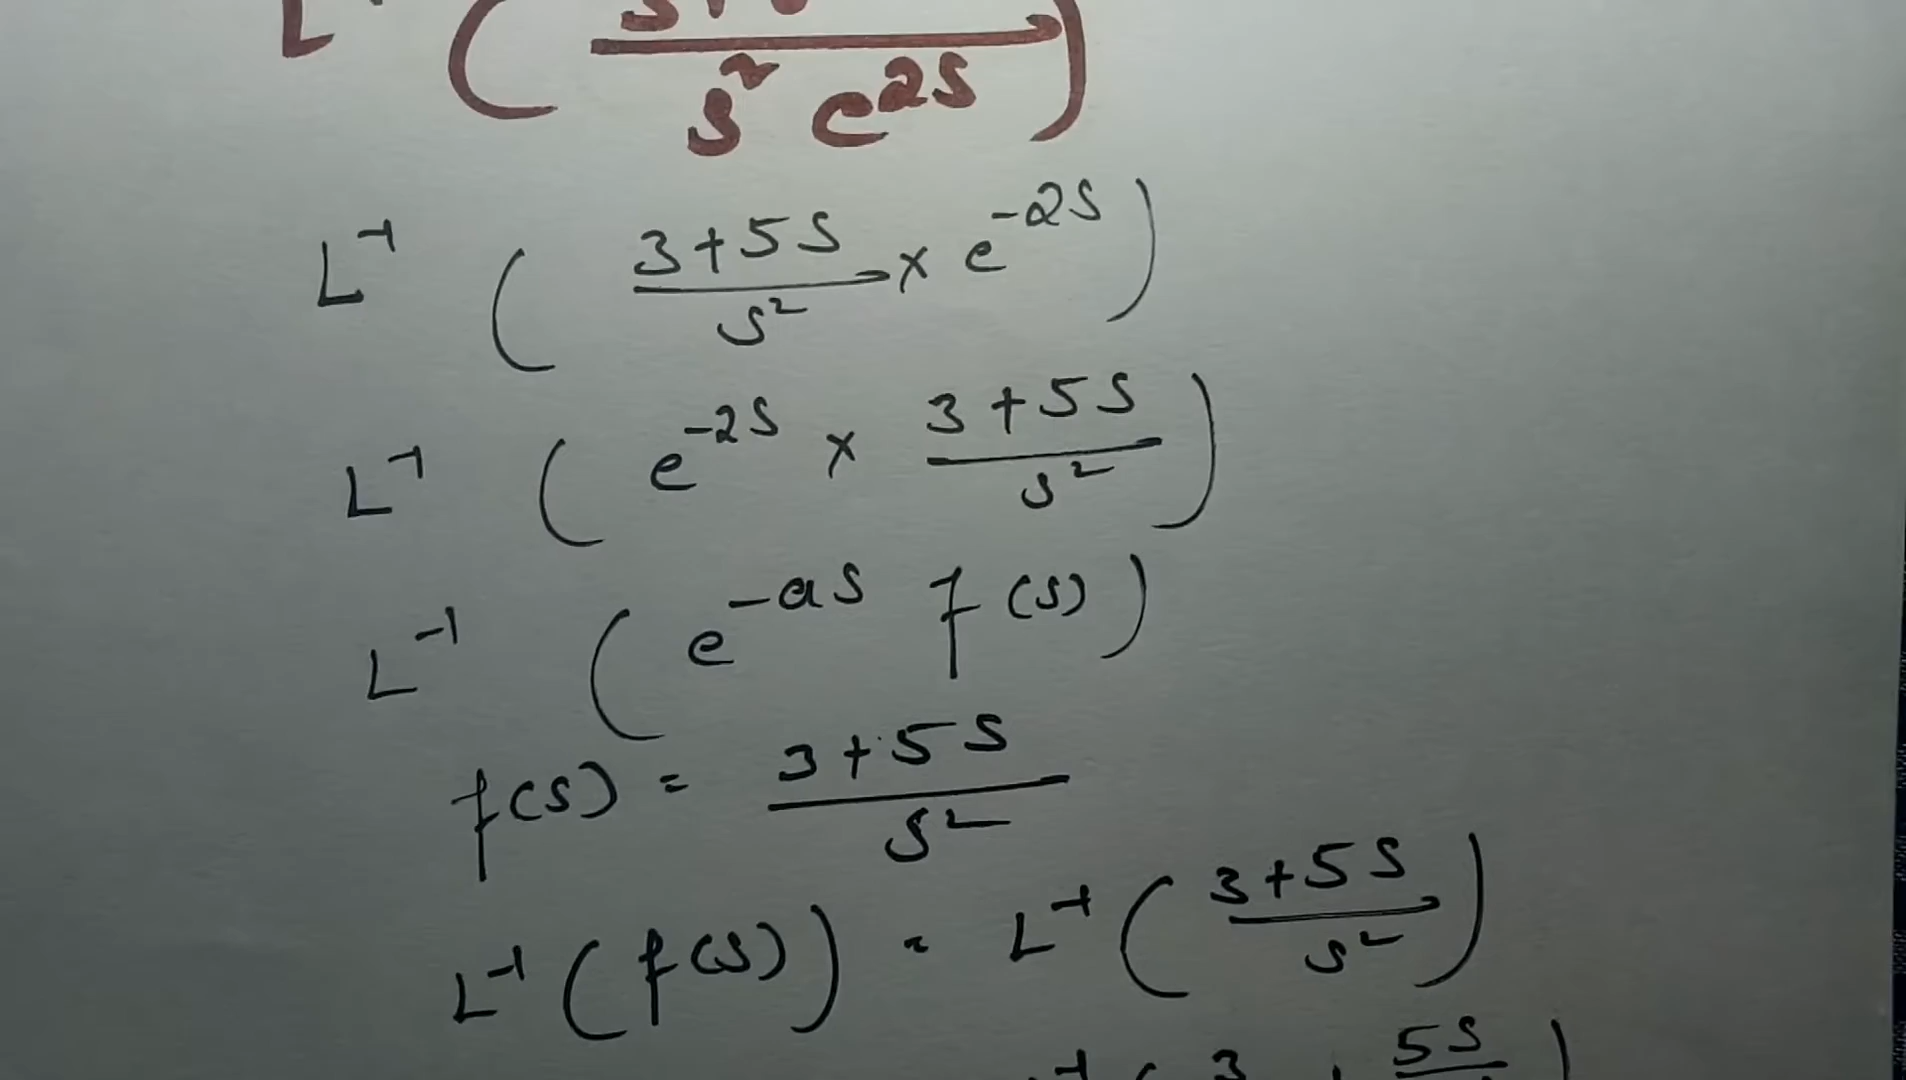 L⁻¹ ( / s² e^2S )
L⁻¹ ( 3+5S / s² × e^-2S )
L⁻¹ ( e^-2S × 3+5S / s² )
L⁻¹ ( e^-aS f(s) )
f(s) = 3+5S / s²
L⁻¹ ( f(s) ) = L⁻¹ ( 3+5S / s² )
3 + 5S )